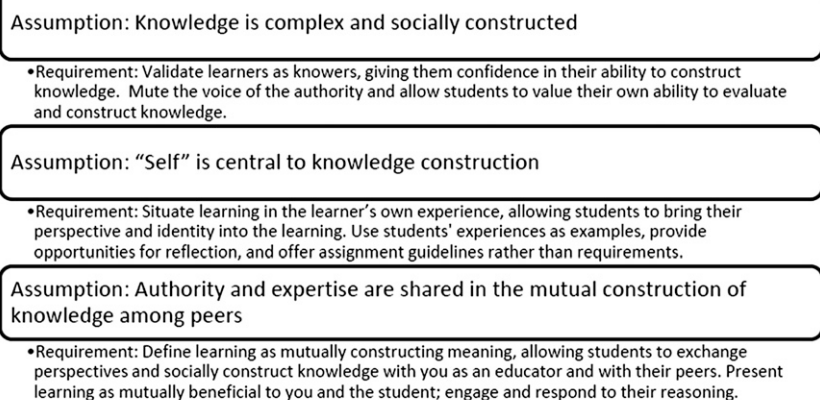 Assumption: Knowledge is complex and socially constructed
•Requirement: Validate learners as knowers, giving them confidence in their ability to construct
knowledge.  Mute the voice of the authority and allow students to value their own ability to evaluate
and construct knowledge.
Assumption: “Self” is central to knowledge construction
•Requirement: Situate learning in the learner’s own experience, allowing students to bring their
perspective and identity into the learning. Use students' experiences as examples, provide
opportunities for reflection, and offer assignment guidelines rather than requirements.
Assumption: Authority and expertise are shared in the mutual construction of
knowledge among peers
•Requirement: Define learning as mutually constructing meaning, allowing students to exchange
perspectives and socially construct knowledge with you as an educator and with their peers. Present
learning as mutually beneficial to you and the student; engage and respond to their reasoning.